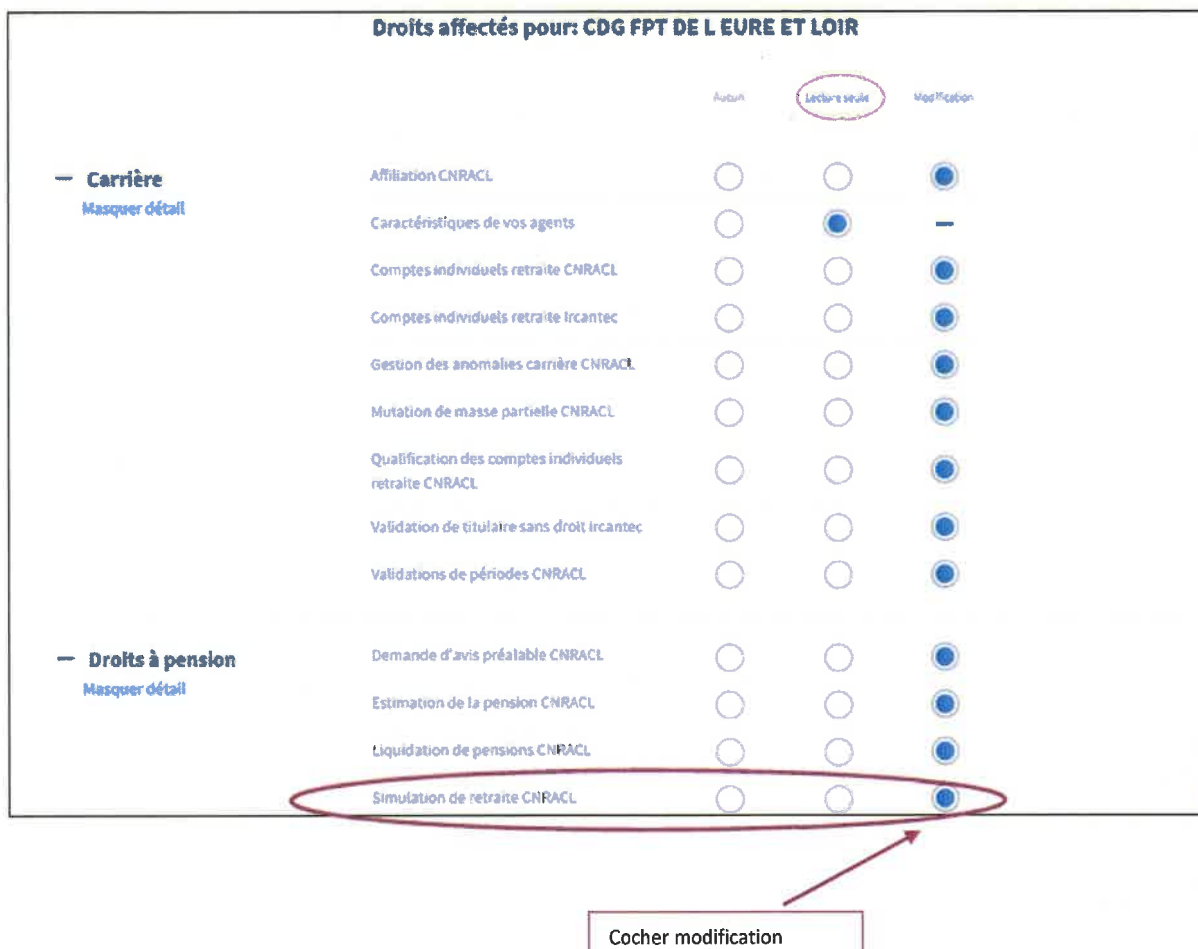 Droits affectés pour: CDG FPT DE L EURE ET LOIR
Aucun Lecture seule Modification
— Carrière
Masquer détail
Affiliation CNRACL
Caractéristiques de vos agents
Comptes individuels retraite CNRACL
Comptes individuels retraite Ircantec
Gestion des anomalies carrière CNRACL
Mutation de masse partielle CNRACL
Qualification des comptes individuels
retraite CNRACL
Validation de titulaire sans droit ircantec
Validations de périodes CNRACL
— Droits à pension
Masquer détail
Demande d'avis préalable CNRACL
Estimation de la pension CNRACL
Liquidation de pensions CNRACL
Simulation de retraite CNRACL
Cocher modification